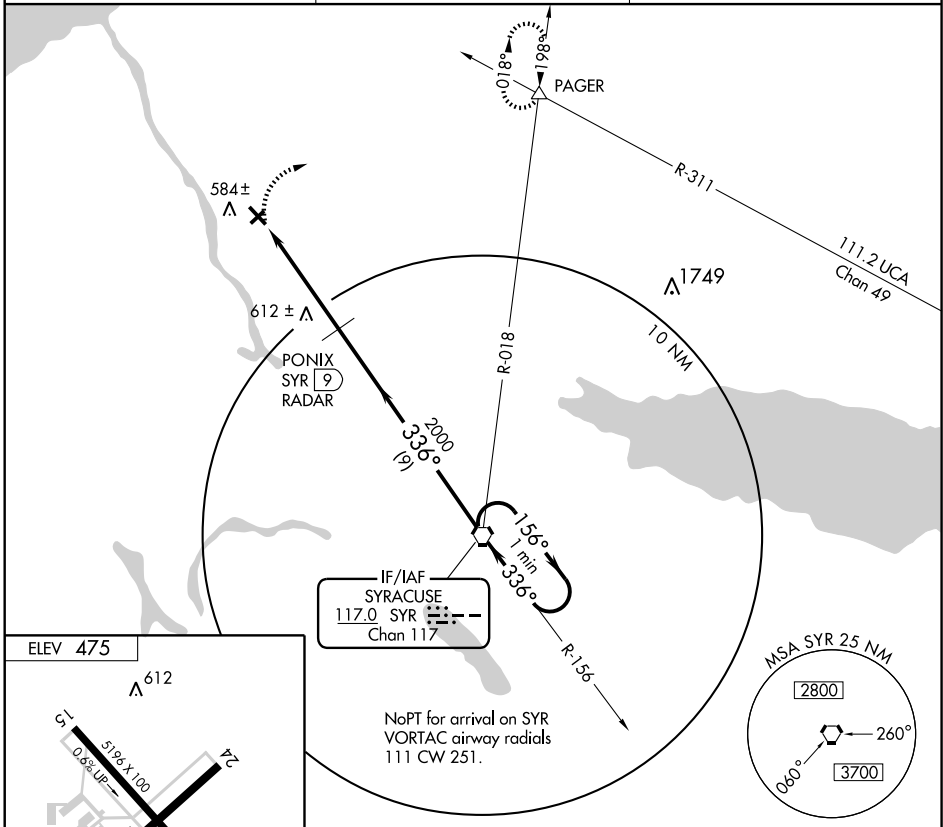 018°
198°
PAGER
R-311
584±
111.2 UCA
Chan 49
1749
612 ±
10 NM
R-018
PONIX
SYR 9
RADAR
2000
336°
(9)
156°
1 min
336°
IF/IAF
SYRACUSE
117.0 SYR
Chan 117
R-156
NoPT for arrival on SYR
VORTAC airway radials
111 CW 251.
MSA SYR 25 NM
2800
260°
060°
3700
ELEV 475
612
15
5196 X 100
0.6% UP
24